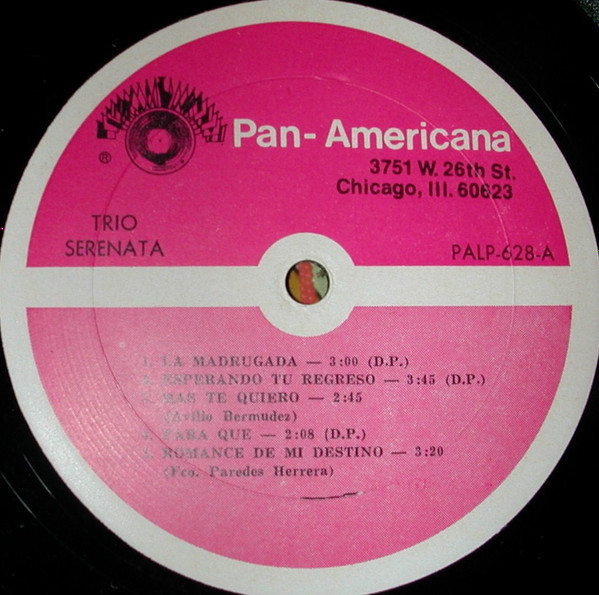 ®
Pan-Americana
3751 W. 26th St.
Chicago, Ill. 60623
TRIO
SERENATA
PALP-628-A
1. LA MADRUGADA — 3:00 (D.P.)
2. ESPERANDO TU REGRESO — 3:45 (D.P.)
3. MAS TE QUIERO — 2:45
(Avilio Bermudez)
4. PARA QUE — 2:08 (D.P.)
5. ROMANCE DE MI DESTINO — 3:20
(Fco. Paredes Herrera)